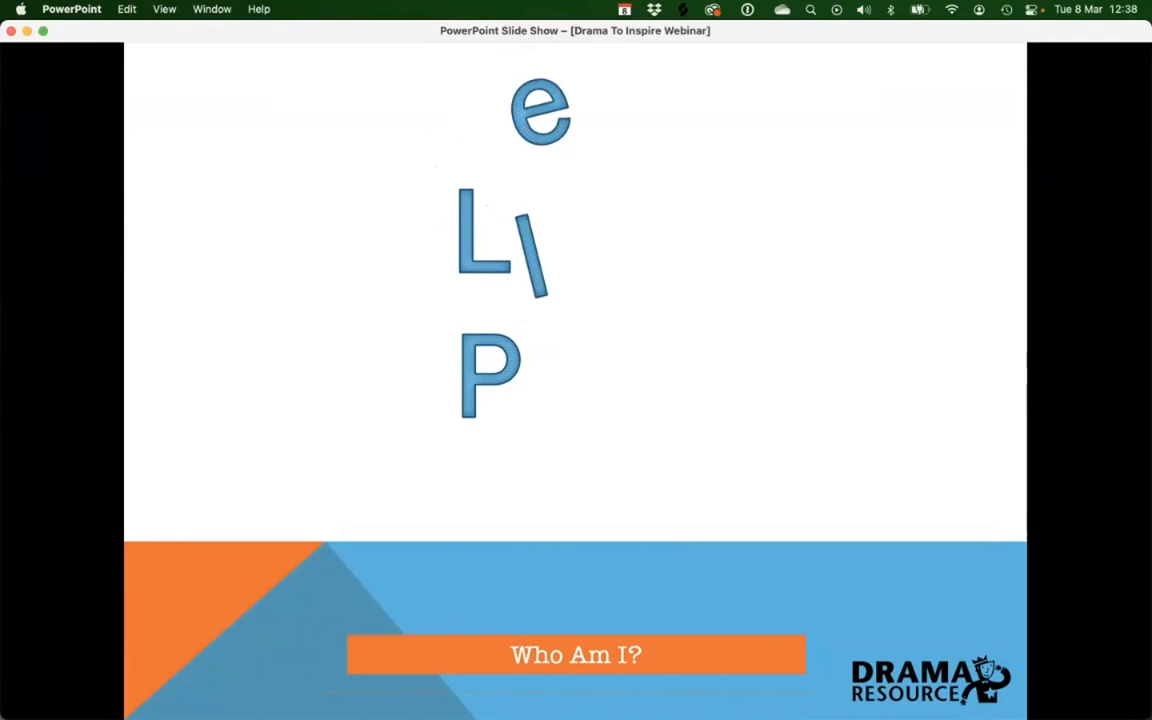 PowerPoint Edit View Window Help 8 Tue 8 Mar 12:38
PowerPoint Slide Show – [Drama To Inspire Webinar]
e
L I
P
Who Am I?
DRAMA
RESOURCE